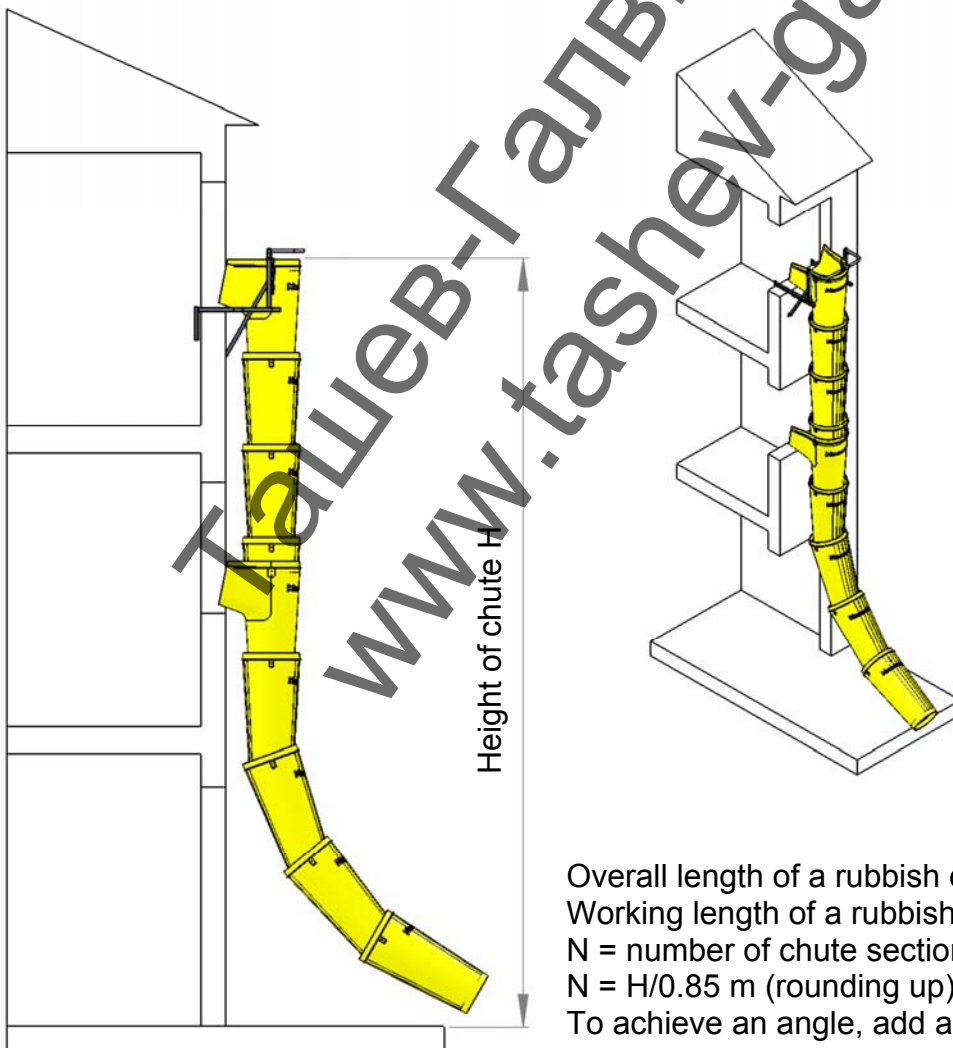 Ташев-Галв
www.tashev-ga
Height of chute H
Overall length of a rubbish
Working length of a rubbish
N = number of chute section
N = H/0.85 m (rounding up)
To achieve an angle, add a